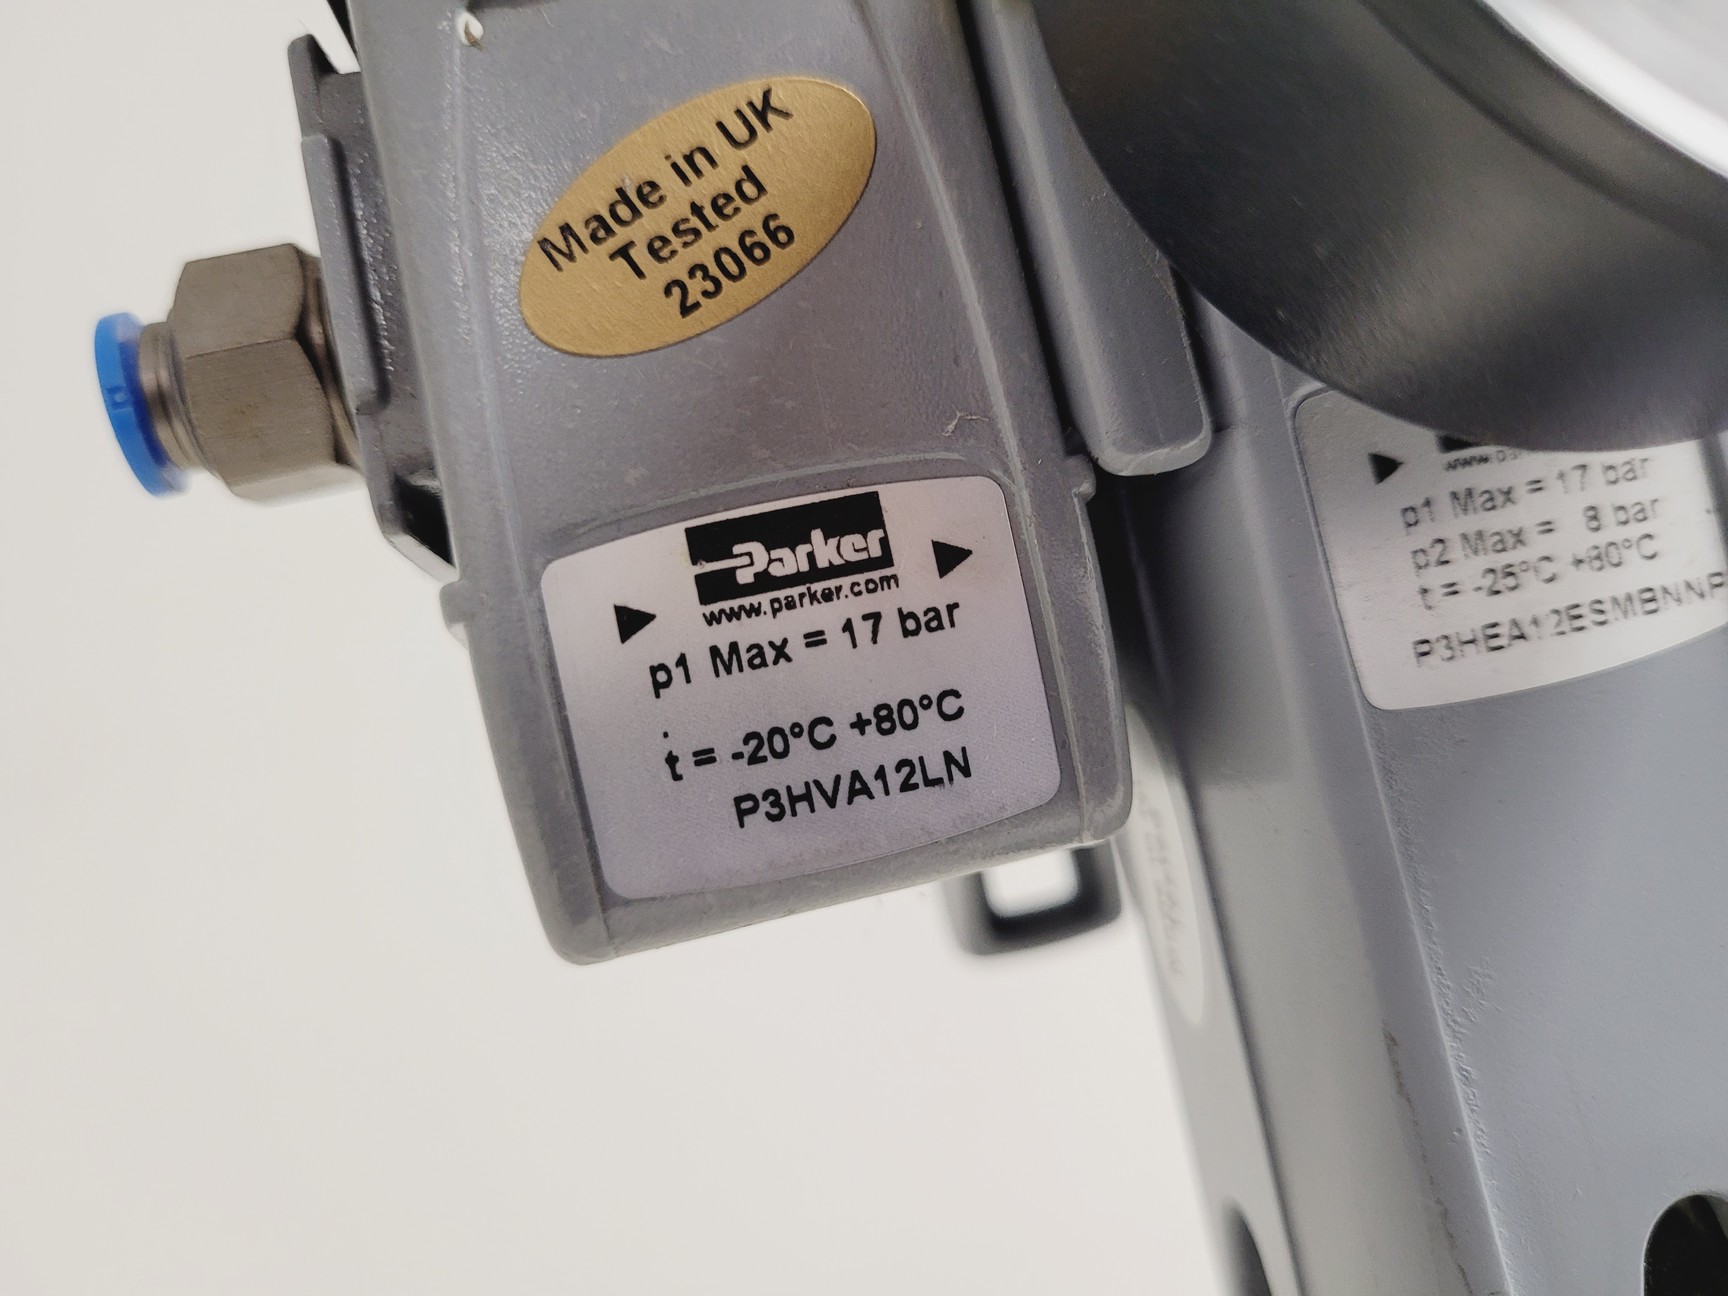 Made in UK
Tested
23066
Parker
www.parker.com
p1 Max = 17 bar
t = -20°C +80°C
P3HVA12LN
p1 Max = 17 bar
p2 Max = 8 bar
t = -25°C +80°C
P3HEA12ESMBNNP